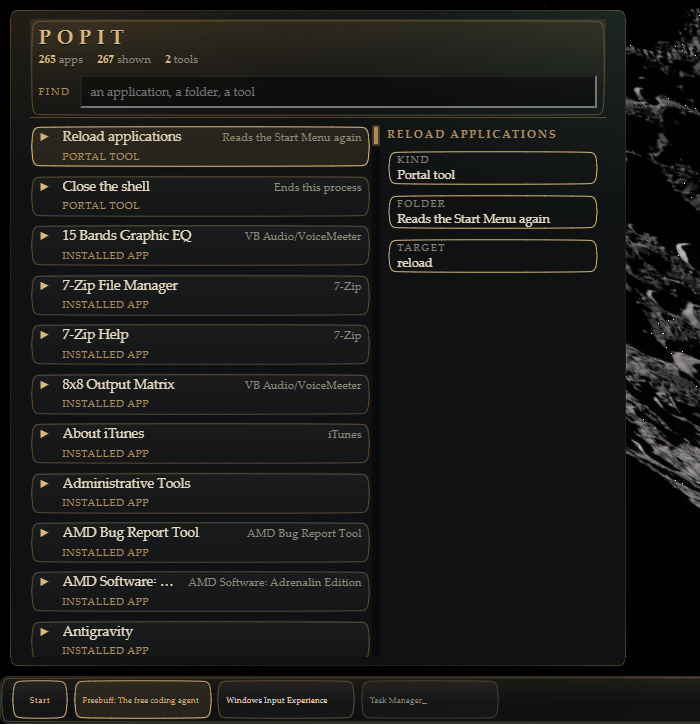 POPIT
265 apps 267 shown 2 tools
FIND an application, a folder, a tool
Reload applications Reads the Start Menu again
PORTAL TOOL
Close the shell Ends this process
PORTAL TOOL
15 Bands Graphic EQ VB Audio/VoiceMeeter
INSTALLED APP
7-Zip File Manager 7-Zip
INSTALLED APP
7-Zip Help 7-Zip
INSTALLED APP
8x8 Output Matrix VB Audio/VoiceMeeter
INSTALLED APP
About iTunes iTunes
INSTALLED APP
Administrative Tools
INSTALLED APP
AMD Bug Report Tool AMD Bug Report Tool
INSTALLED APP
AMD Software: ... AMD Software: Adrenalin Edition
INSTALLED APP
Antigravity
INSTALLED APP
RELOAD APPLICATIONS
KIND
Portal tool
FOLDER
Reads the Start Menu again
TARGET
reload
Start Freebuff: The free coding agent Windows Input Experience Task Manager_